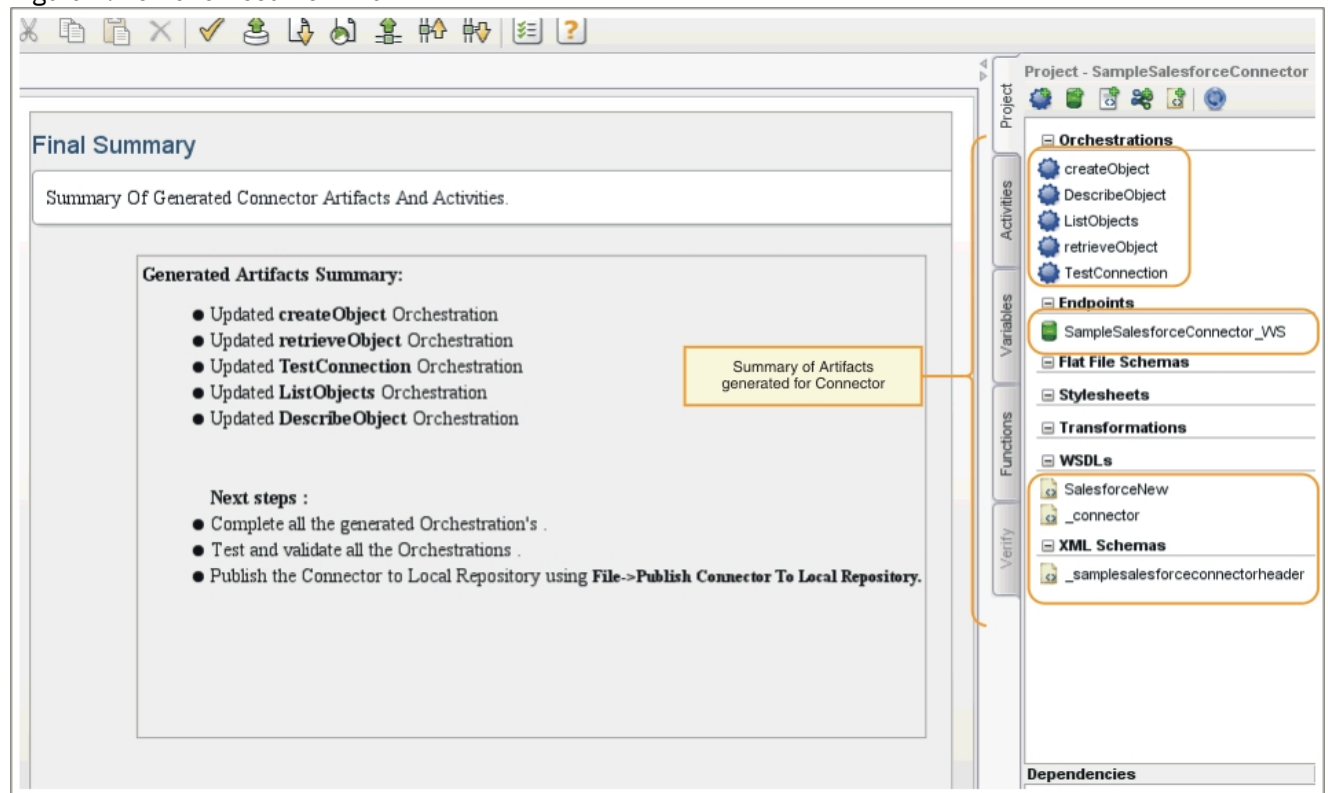 Final Summary
Summary Of Generated Connector Artifacts And Activities.
Generated Artifacts Summary:
● Updated createObject Orchestration
● Updated retrieveObject Orchestration
● Updated TestConnection Orchestration
● Updated ListObjects Orchestration
● Updated DescribeObject Orchestration
Next steps :
● Complete all the generated Orchestration's .
● Test and validate all the Orchestrations .
● Publish the Connector to Local Repository using File->Publish Connector To Local Repository.
Summary of Artifacts
generated for Connector
Project
Activities
Variables
Functions
Verify
Project - SampleSalesforceConnector
Orchestrations
createObject
DescribeObject
ListObjects
retrieveObject
TestConnection
Endpoints
SampleSalesforceConnector_WS
Flat File Schemas
Stylesheets
Transformations
WSDLs
SalesforceNew
_connector
XML Schemas
_samplesalesforceconnectorheader
Dependencies